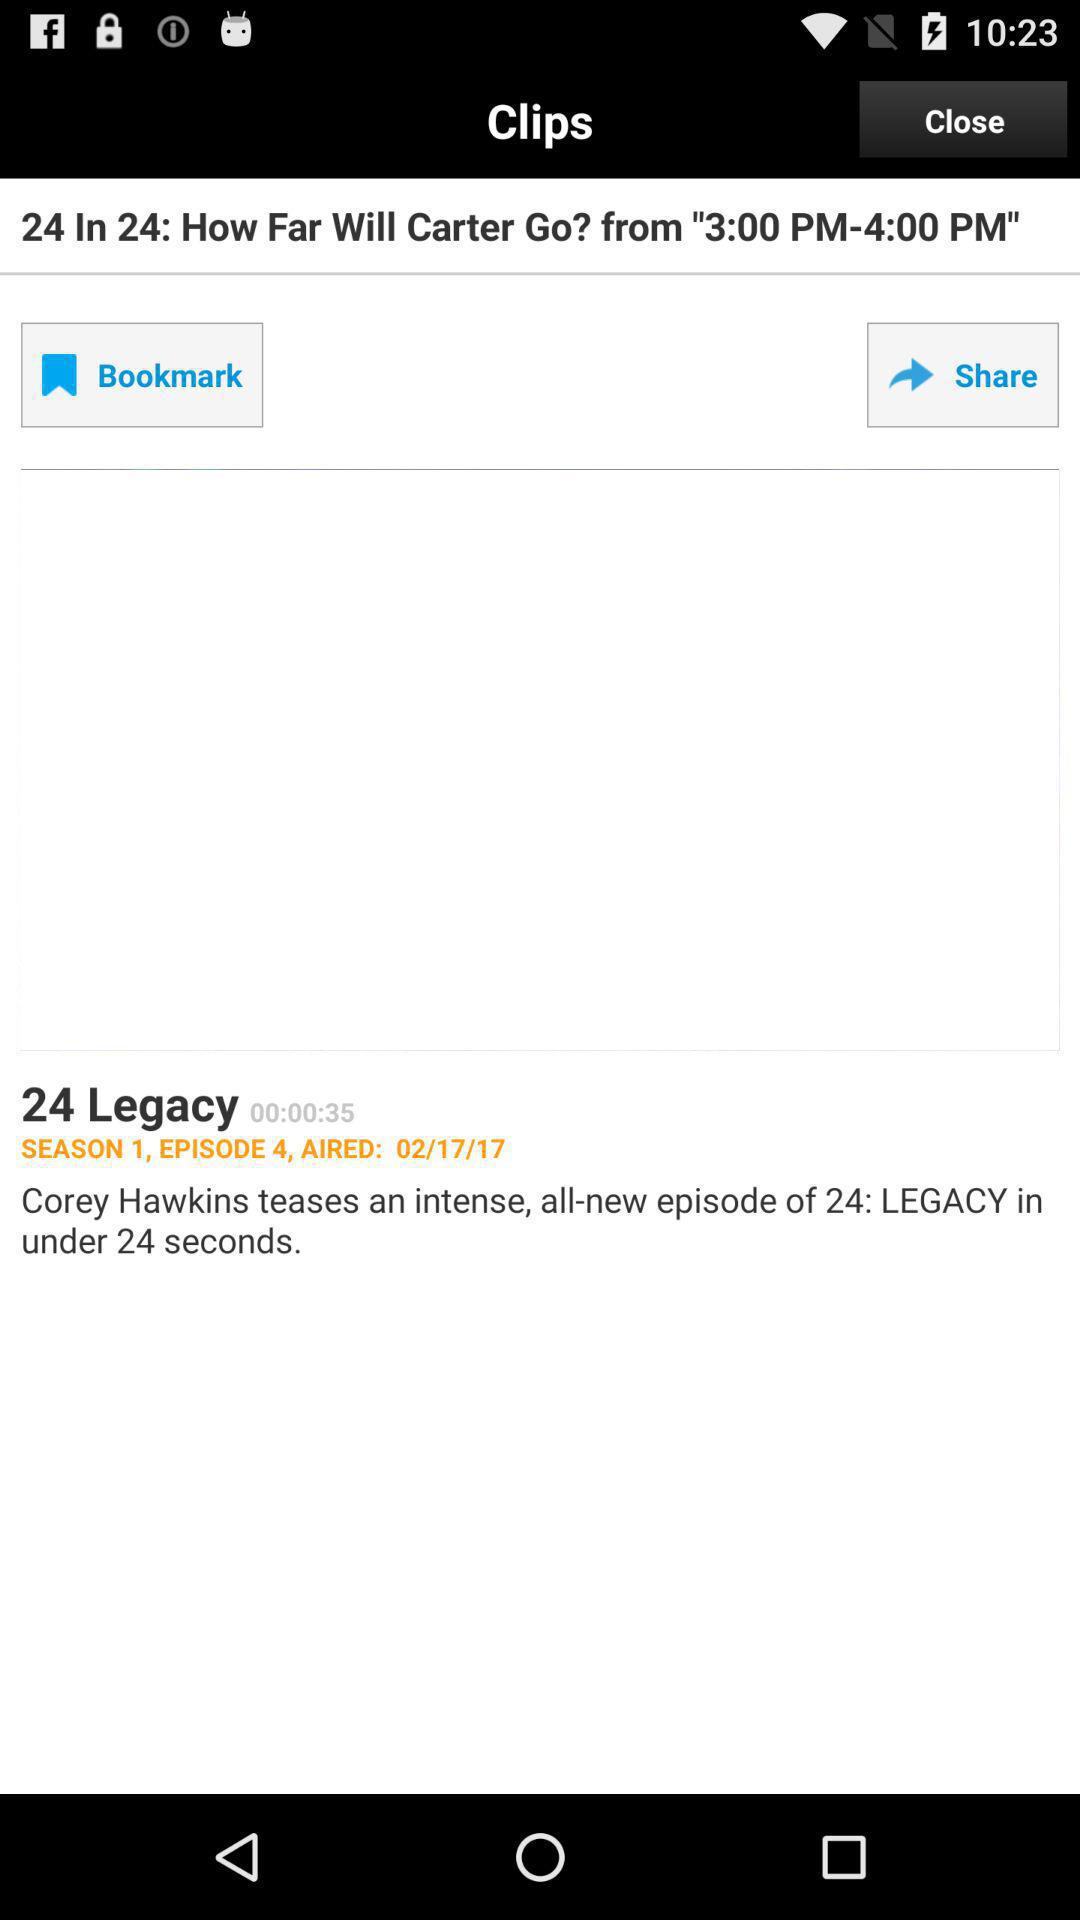 10:23
Clips
Close
24 In 24: How Far Will Carter Go? from "3:00 PM-4:00 PM"
Bookmark
Share
24 Legacy 00:00:35
SEASON 1, EPISODE 4, AIRED: 02/17/17
Corey Hawkins teases an intense, all-new episode of 24: LEGACY in
under 24 seconds.